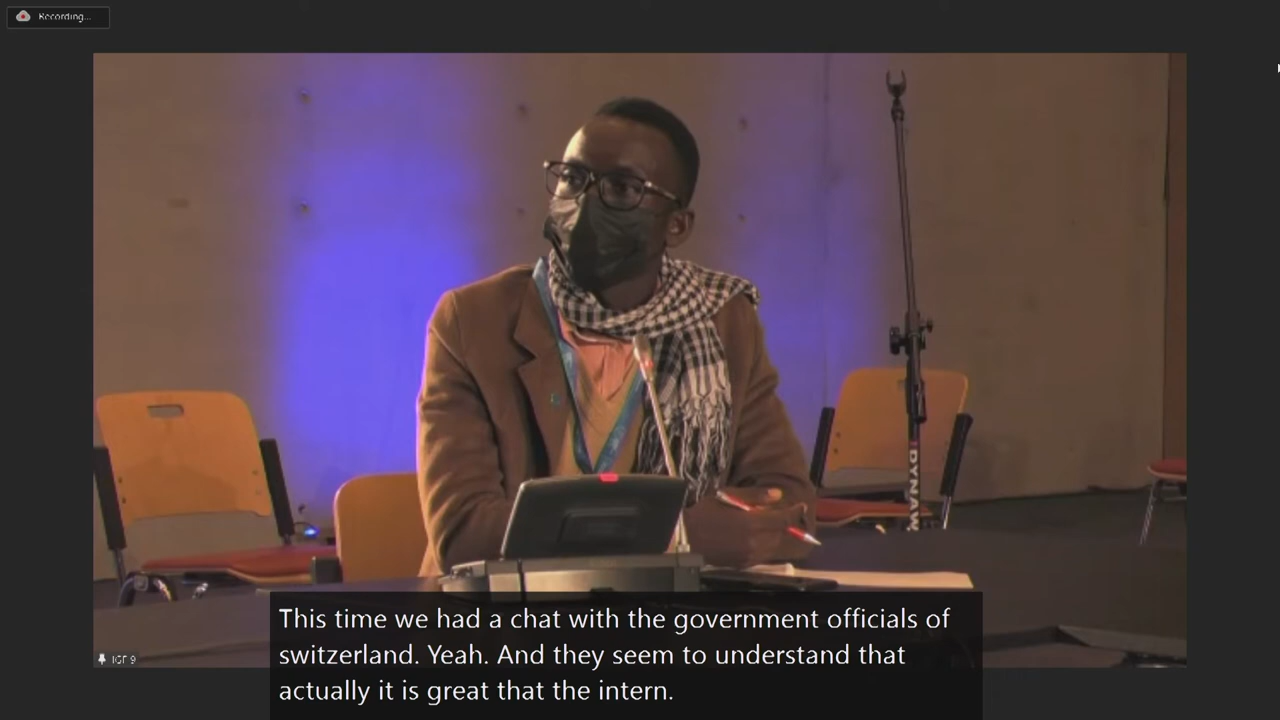 Recording...
DYNAW
IGF 9
This time we had a chat with the government officials of
switzerland. Yeah. And they seem to understand that
actually it is great that the intern.